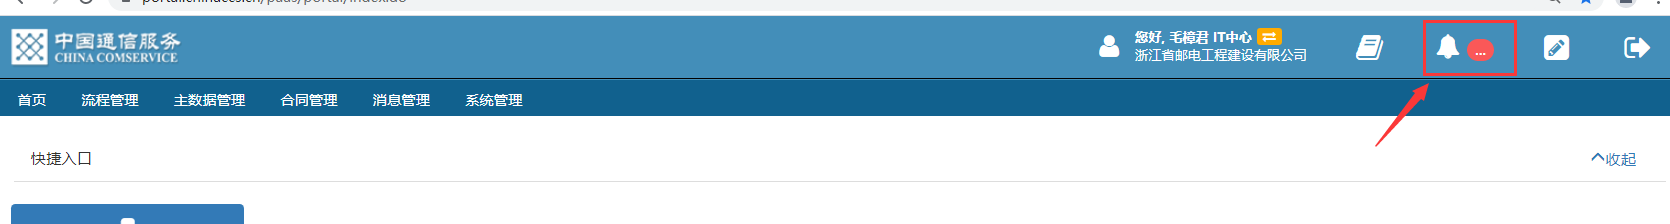 中国通信服务
CHINA COMSERVICE
您好, 毛樟君 IT中心
浙江省邮电工程建设有限公司
...
首页 流程管理 主数据管理 合同管理 消息管理 系统管理
快捷入口
收起